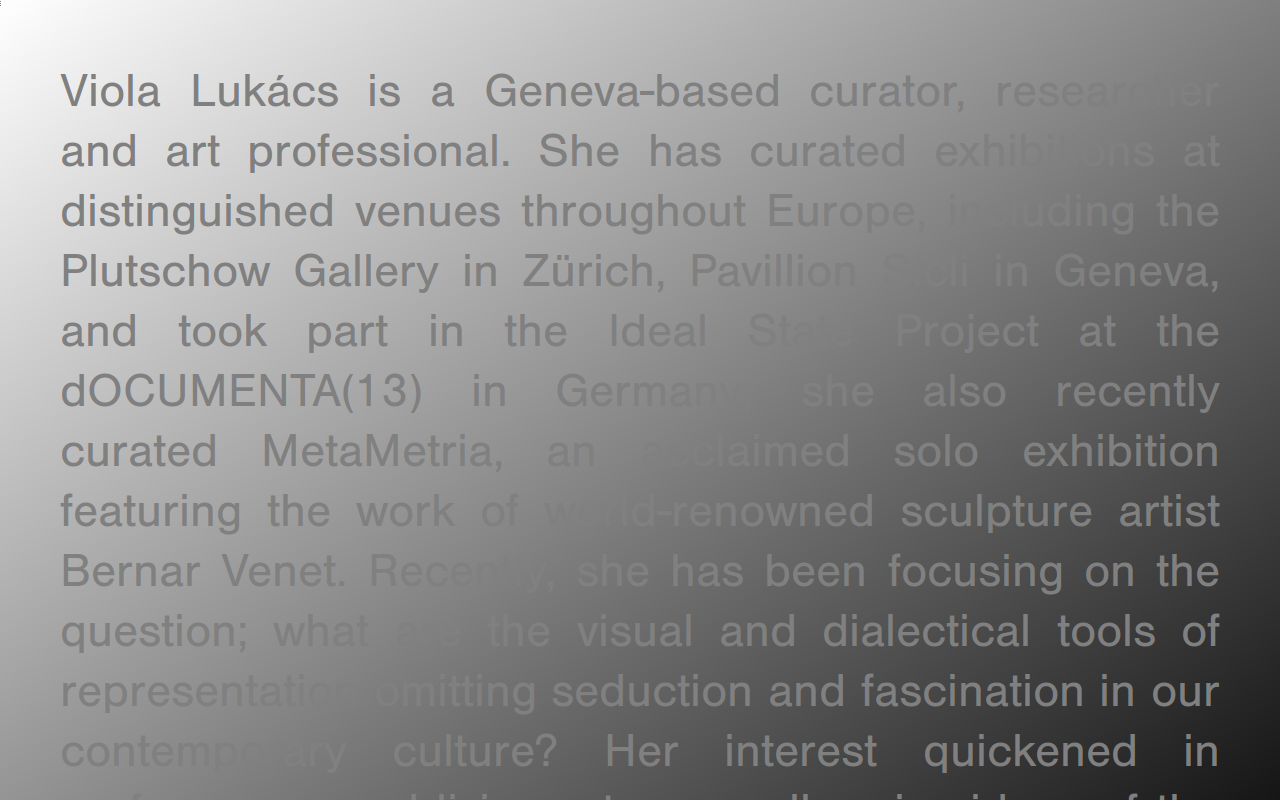 Viola Lukács is a Geneva-based curator, researcher
and art professional. She has curated exhibitions at
distinguished venues throughout Europe, including the
Plutschow Gallery in Zürich, Pavillion Sicli in Geneva,
and took part in the Ideal State Project at the
dOCUMENTA(13) in Germany, she also recently
curated MetaMetria, an acclaimed solo exhibition
featuring the work of world-renowned sculpture artist
Bernar Venet. Recently, she has been focusing on the
question; what are the visual and dialectical tools of
representation omitting seduction and fascination in our
contemporary culture? Her interest quickened in